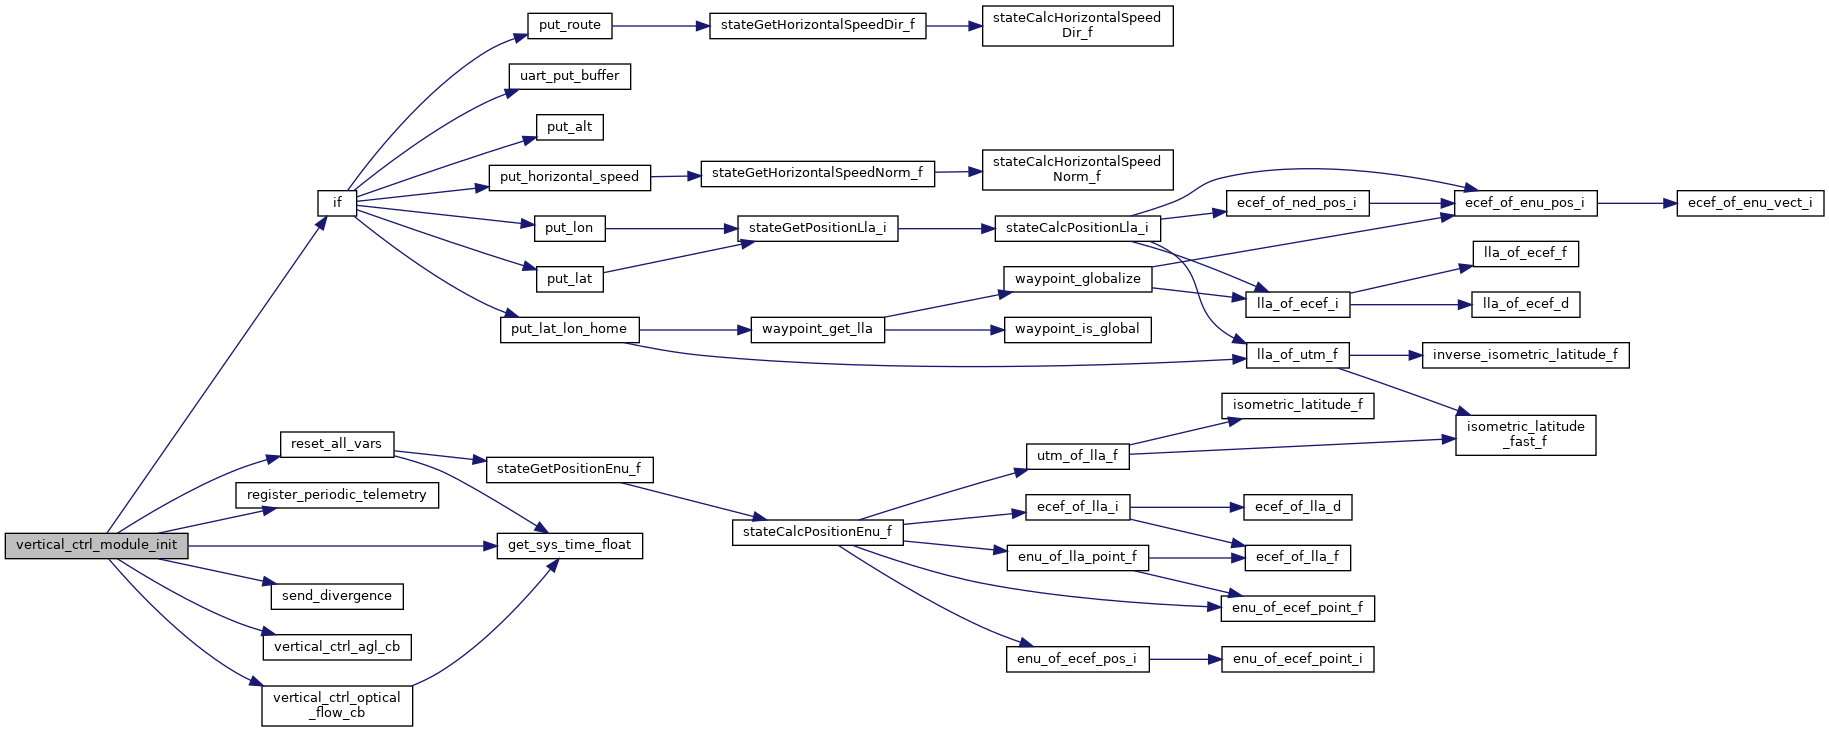 put_route
stateGetHorizontalSpeedDir_f
stateCalcHorizontalSpeed
Dir_f
uart_put_buffer
put_alt
put_horizontal_speed
stateGetHorizontalSpeedNorm_f
stateCalcHorizontalSpeed
Norm_f
if
put_lon
stateGetPositionLla_i
stateCalcPositionLla_i
ecef_of_ned_pos_i
ecef_of_enu_pos_i
ecef_of_enu_vect_i
put_lat
waypoint_globalize
lla_of_ecef_i
lla_of_ecef_f
lla_of_ecef_d
put_lat_lon_home
waypoint_get_lla
waypoint_is_global
lla_of_utm_f
inverse_isometric_latitude_f
isometric_latitude_f
isometric_latitude
_fast_f
reset_all_vars
stateGetPositionEnu_f
utm_of_lla_f
register_periodic_telemetry
ecef_of_lla_i
ecef_of_lla_d
vertical_ctrl_module_init
get_sys_time_float
stateCalcPositionEnu_f
enu_of_lla_point_f
ecef_of_lla_f
send_divergence
enu_of_ecef_point_f
vertical_ctrl_agl_cb
enu_of_ecef_pos_i
enu_of_ecef_point_i
vertical_ctrl_optical
_flow_cb